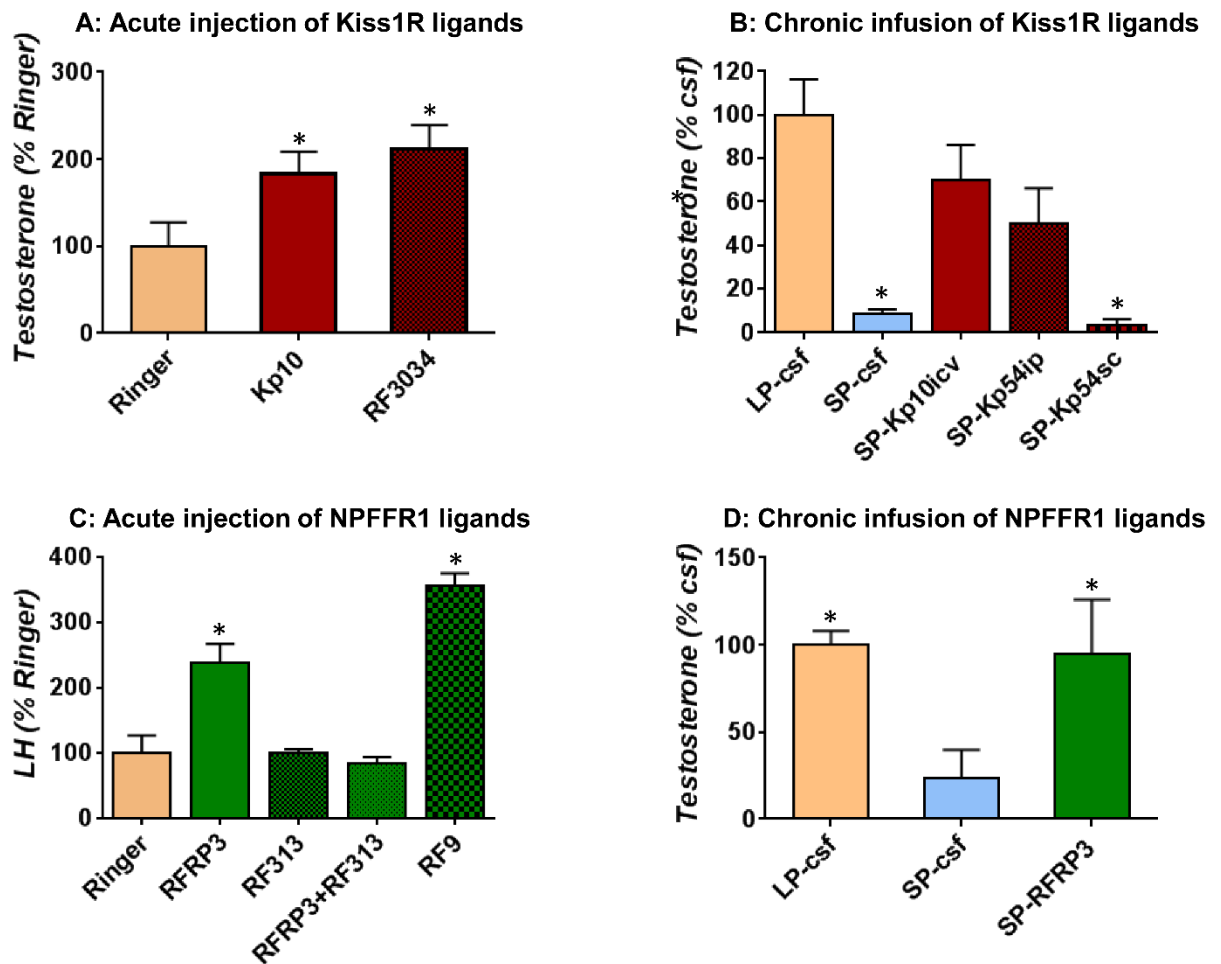 A: Acute injection of Kiss1R ligands
Testosterone (% Ringer)
300
200
100
0
*
*
Ringer
Kp10
RF3034
B: Chronic infusion of Kiss1R ligands
Testosterone (% csf)
*
120
100
80
60
40
20
0
*
*
LP-csf
SP-csf
SP-Kp10icv
SP-Kp54ip
SP-Kp54sc
C: Acute injection of NPFFR1 ligands
LH (% Ringer)
400
300
200
100
0
*
*
Ringer
RFRP3
RF313
RFRP3+RF313
RF9
D: Chronic infusion of NPFFR1 ligands
Testosterone (% csf)
150
100
50
0
*
*
LP-csf
SP-csf
SP-RFRP3